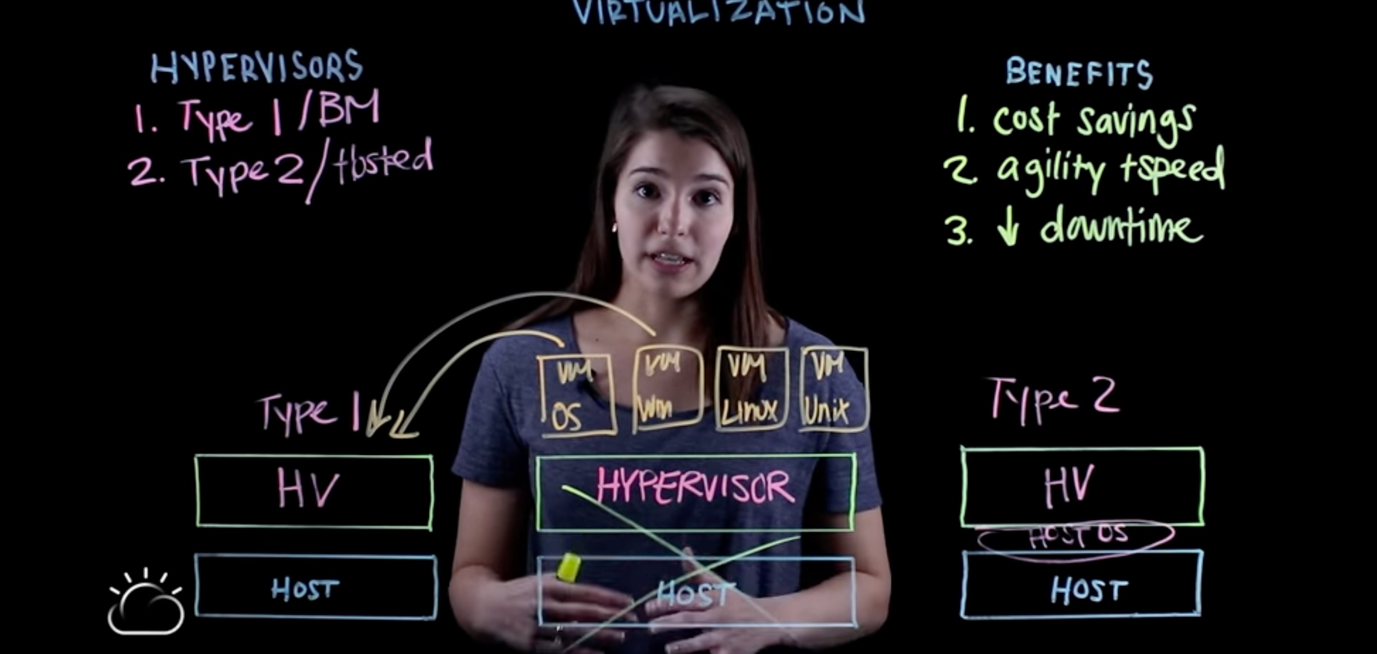 VIRTUALIZATION
HYPERVISORS
1. Type 1/BM
2. Type 2/Hosted
BENEFITS
1. cost savings
2. agility + speed
3. ↓ downtime
VM
OS
VM
Win
VM
Linux
VM
Unix
Type 1
HV
HOST
HYPERVISOR
HOST
Type 2
HV
HOST OS
HOST